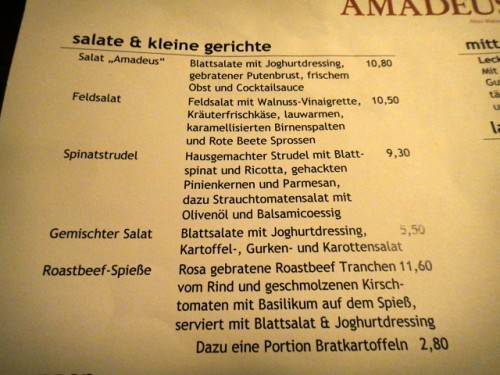 AMADEUS
salate & kleine gerichte
Salat „Amadeus" Blattsalate mit Joghurtdressing, 10,80
gebratener Putenbrust, frischem
Obst und Cocktailsauce
Feldsalat Feldsalat mit Walnuss-Vinaigrette, 10,50
Kräuterfrischkäse, lauwarmen,
karamellisierten Birnenspalten
und Rote Beete Sprossen
Spinatstrudel Hausgemachter Strudel mit Blatt- 9,30
spinat und Ricotta, gehackten
Pinienkernen und Parmesan,
dazu Strauchtomatensalat mit
Olivenöl und Balsamicoessig
Gemischter Salat Blattsalate mit Joghurtdressing, 5,50
Kartoffel-, Gurken- und Karottensalat
Roastbeef-Spieße Rosa gebratene Roastbeef Tranchen 11,60
vom Rind und geschmolzenen Kirsch-
tomaten mit Basilikum auf dem Spieß,
serviert mit Blattsalat & Joghurtdressing
Dazu eine Portion Bratkartoffeln 2,80
mitt
Leck
Mit
Gu